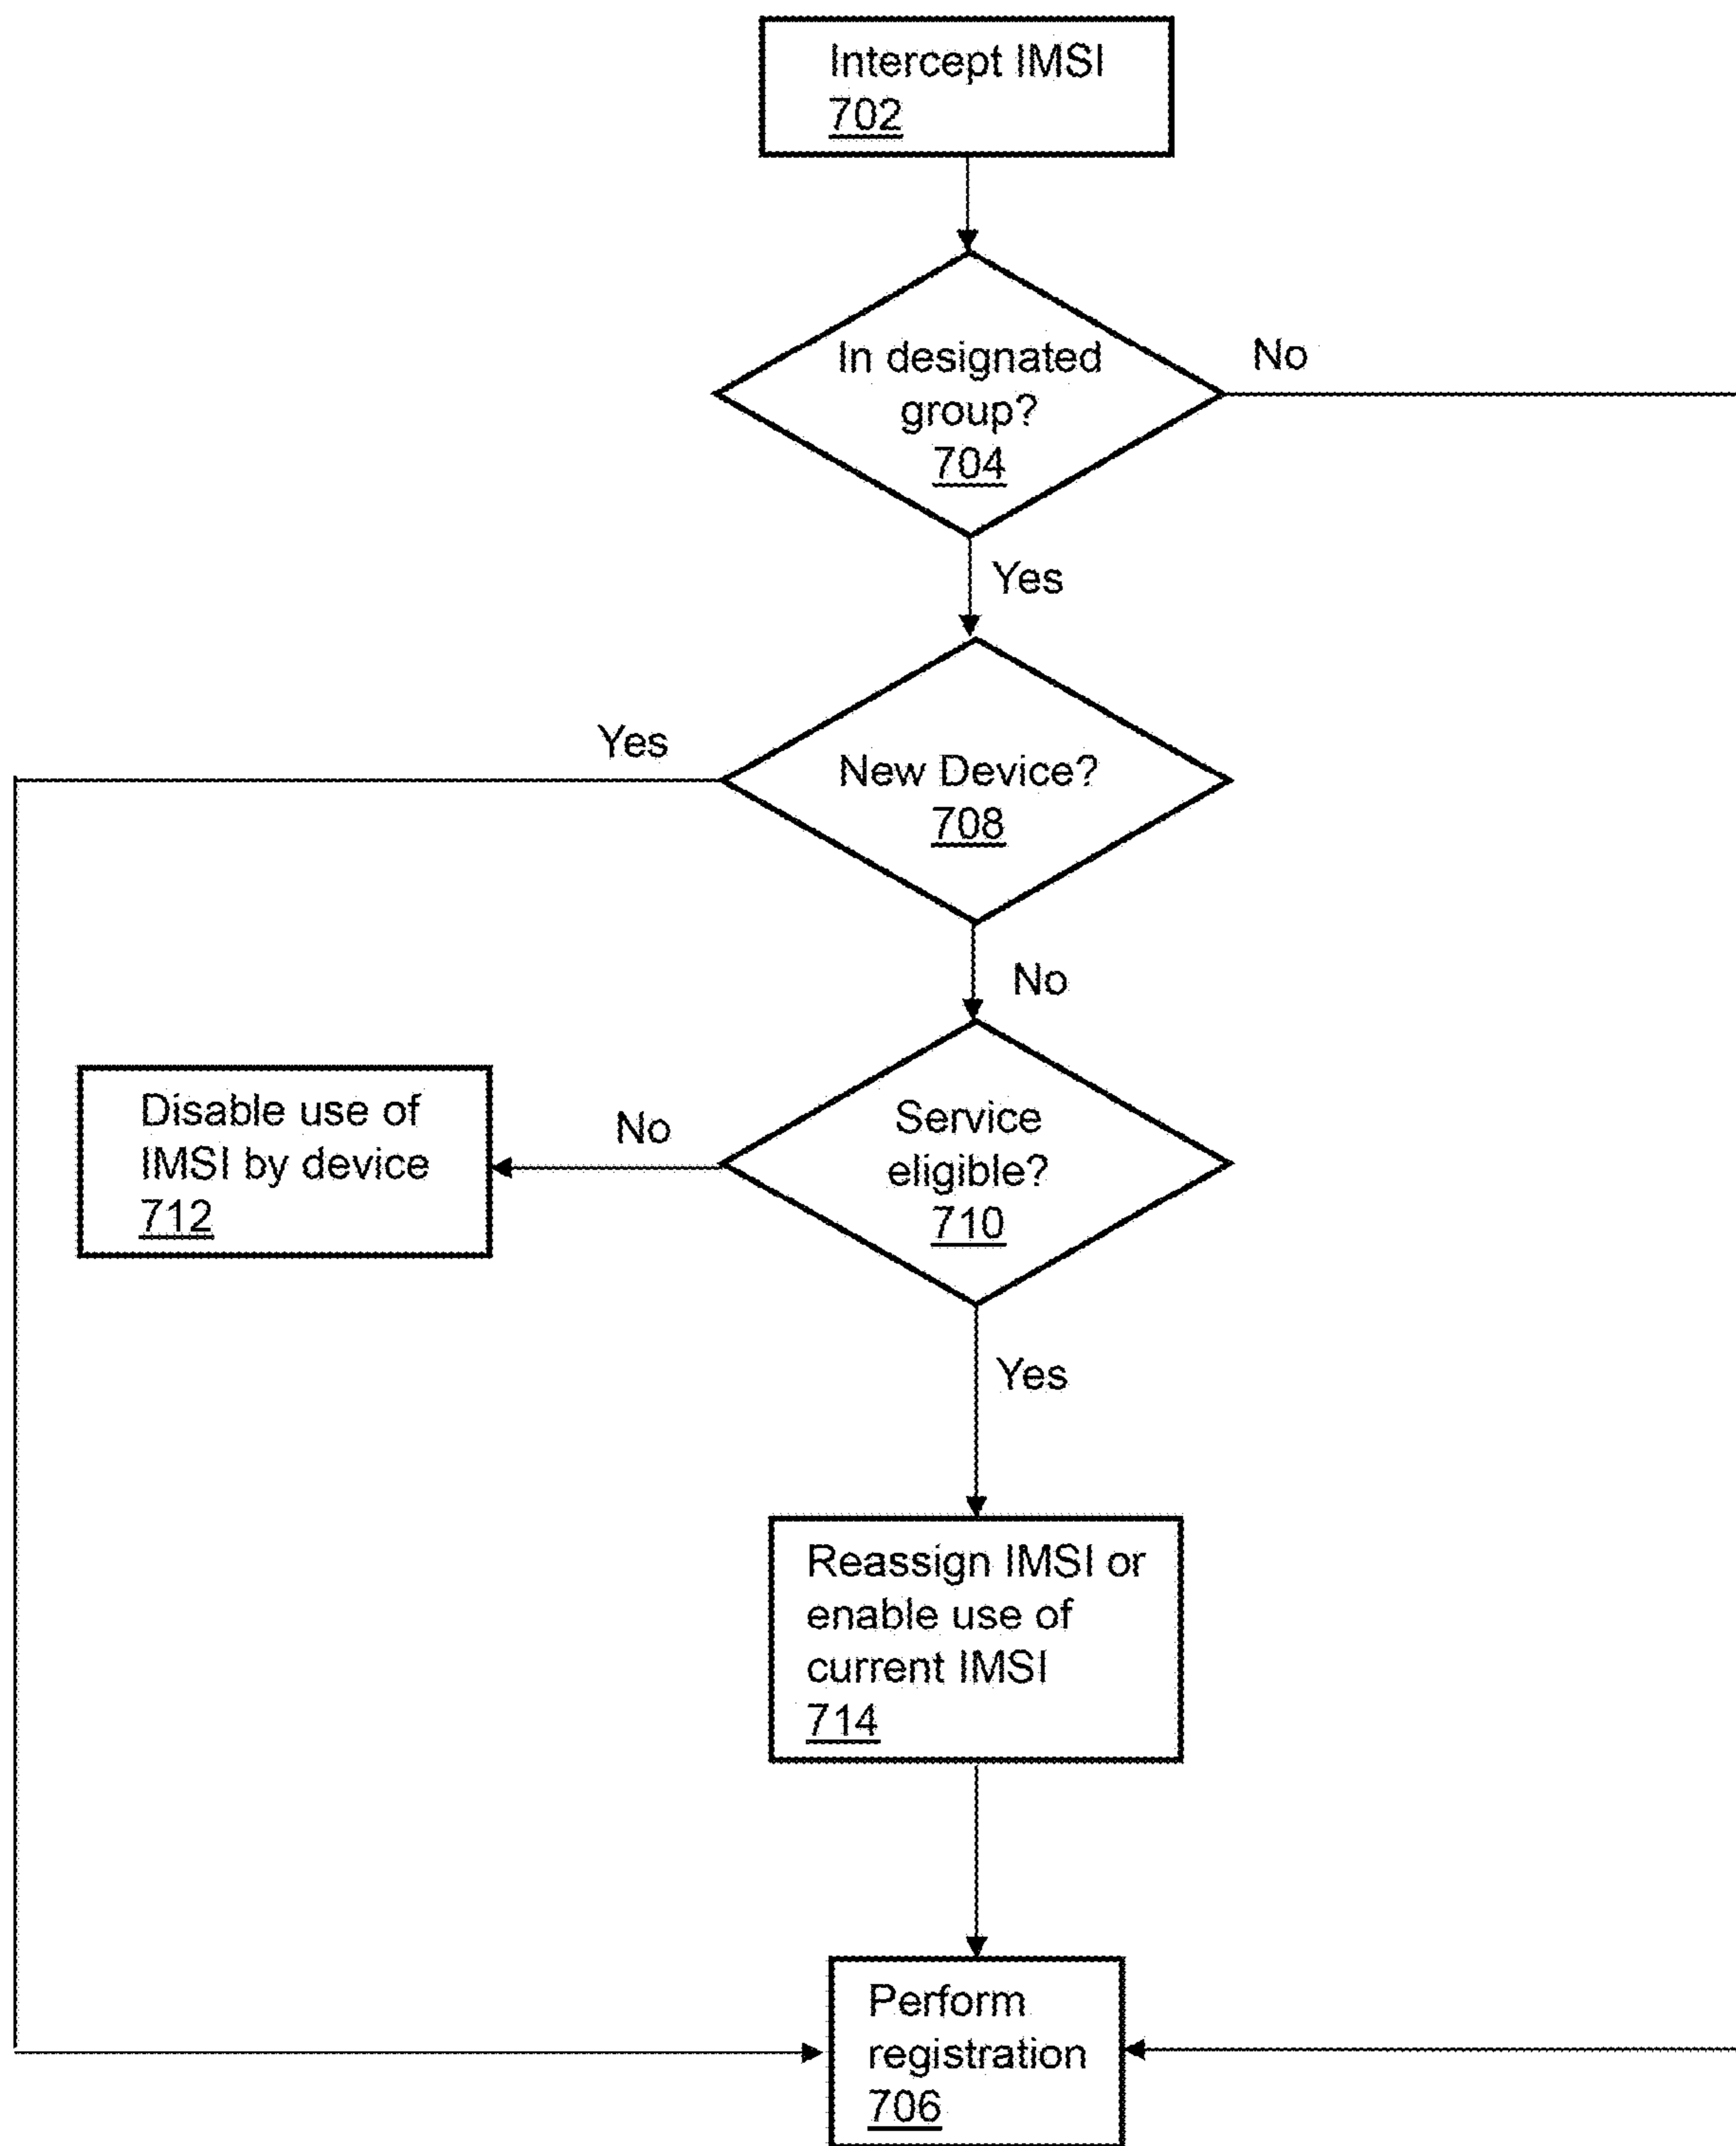 Intercept IMSI
702
In designated
group?
704
No
Yes
Yes
New Device?
708
No
Disable use of
IMSI by device
712
No
Service
eligible?
710
Yes
Reassign IMSI or
enable use of
current IMSI
714
Perform
registration
706